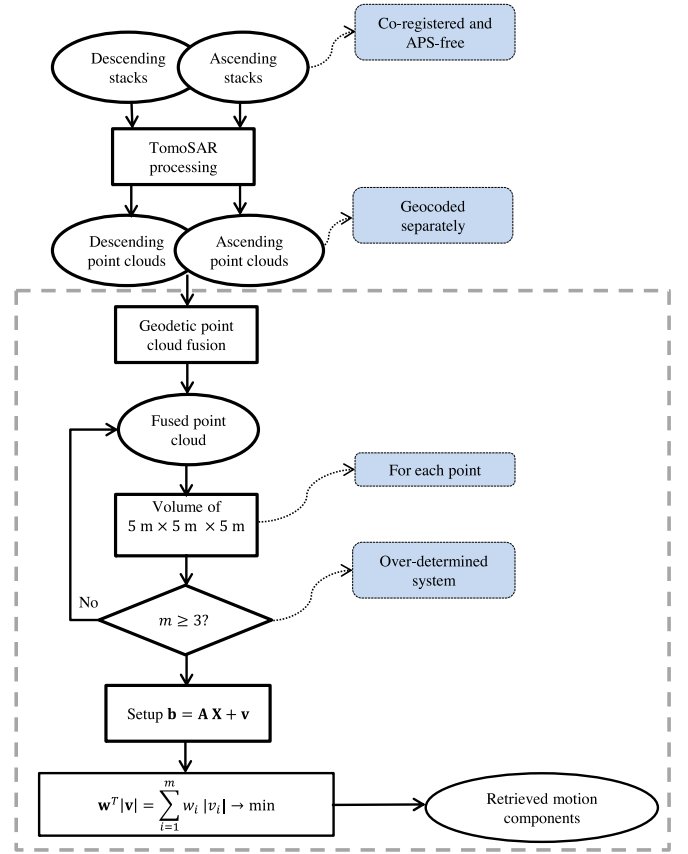 Co-registered and
APS-free
Descending
stacks
Ascending
stacks
TomoSAR
processing
Geocoded
separately
Descending
point clouds
Ascending
point clouds
Geodetic point
cloud fusion
Fused point
cloud
For each point
Volume of
5 m × 5 m × 5 m
Over-determined
system
No
m ≥ 3?
Setup b = A X + v
w^T|v| = ∑_{i=1}^{m} w_i |v_i| → min
Retrieved motion
components